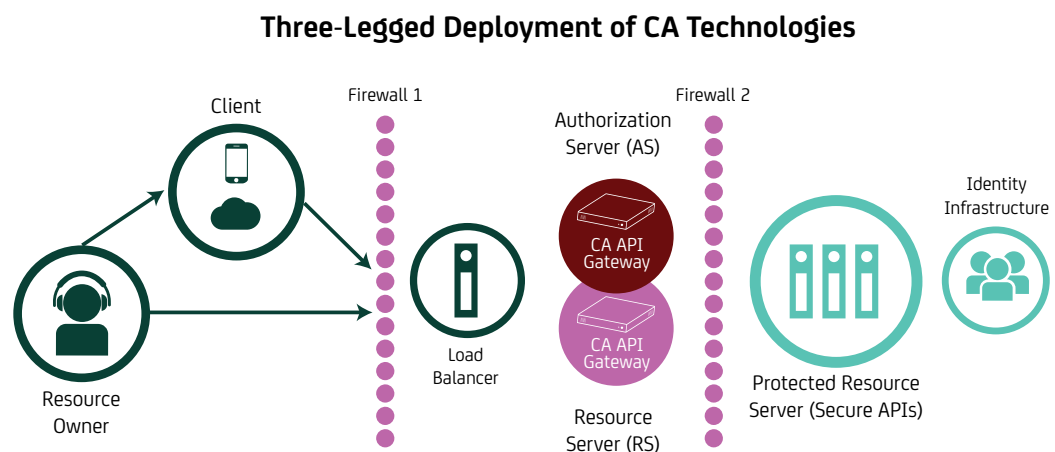 Three-Legged Deployment of CA Technologies
Client
Firewall 1
Firewall 2
Authorization
Server (AS)
Identity
Infrastructure
CA API
Gateway
CA API
Gateway
Load
Balancer
Resource
Owner
Resource
Server (RS)
Protected Resource
Server (Secure APIs)